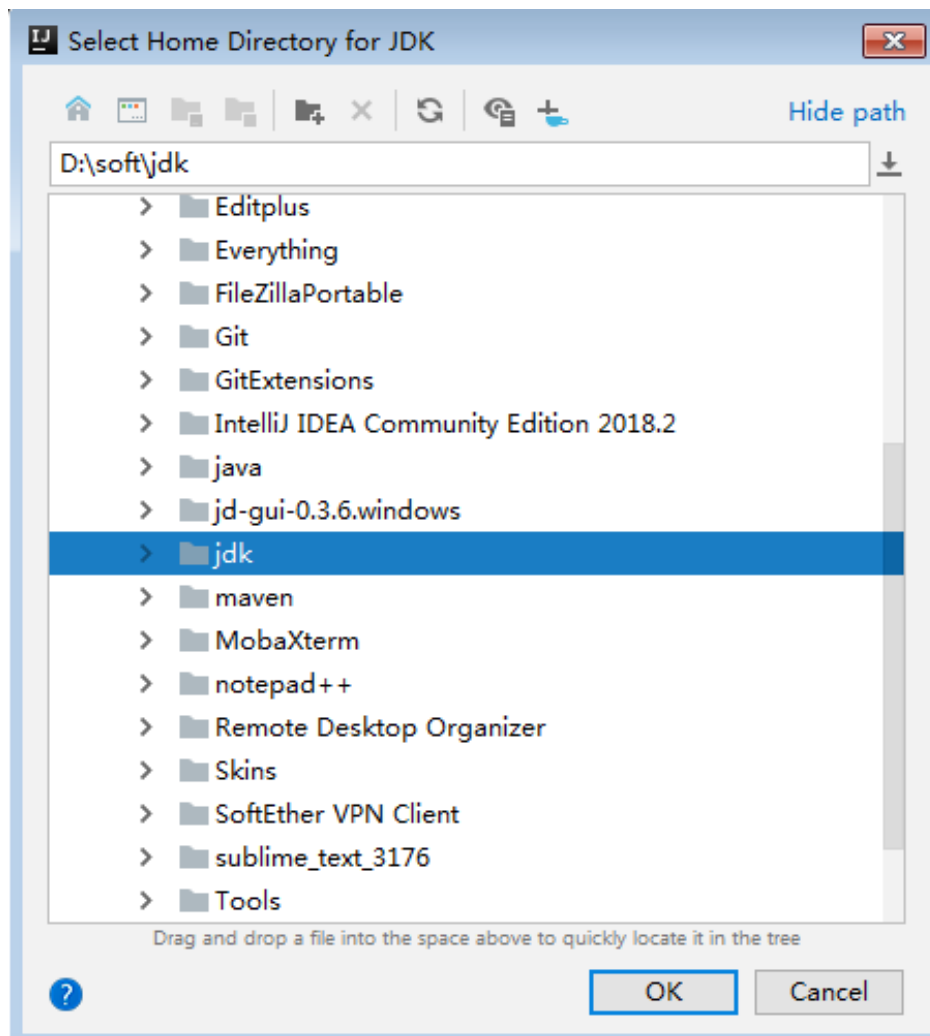 IJ Select Home Directory for JDK
Hide path
D:\soft\jdk
Editplus
Everything
FileZillaPortable
Git
GitExtensions
IntelliJ IDEA Community Edition 2018.2
java
jd-gui-0.3.6.windows
jdk
maven
MobaXterm
notepad++
Remote Desktop Organizer
Skins
SoftEther VPN Client
sublime_text_3176
Tools
Drag and drop a file into the space above to quickly locate it in the tree
? OK Cancel